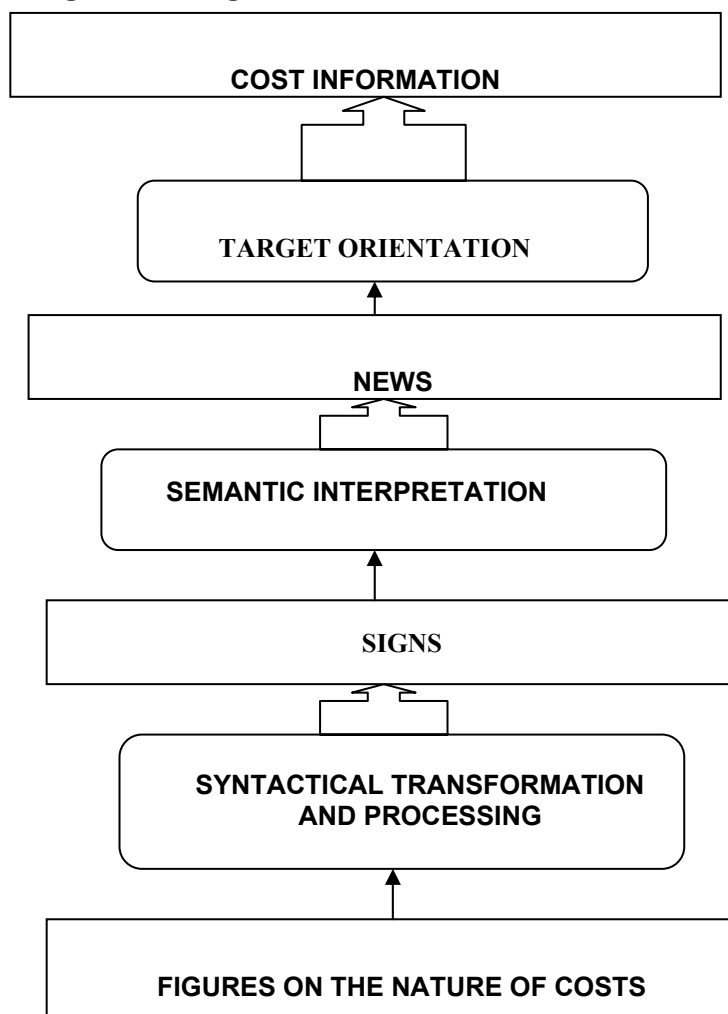 COST INFORMATION
TARGET ORIENTATION
NEWS
SEMANTIC INTERPRETATION
SIGNS
SYNTACTICAL TRANSFORMATION
AND PROCESSING
FIGURES ON THE NATURE OF COSTS